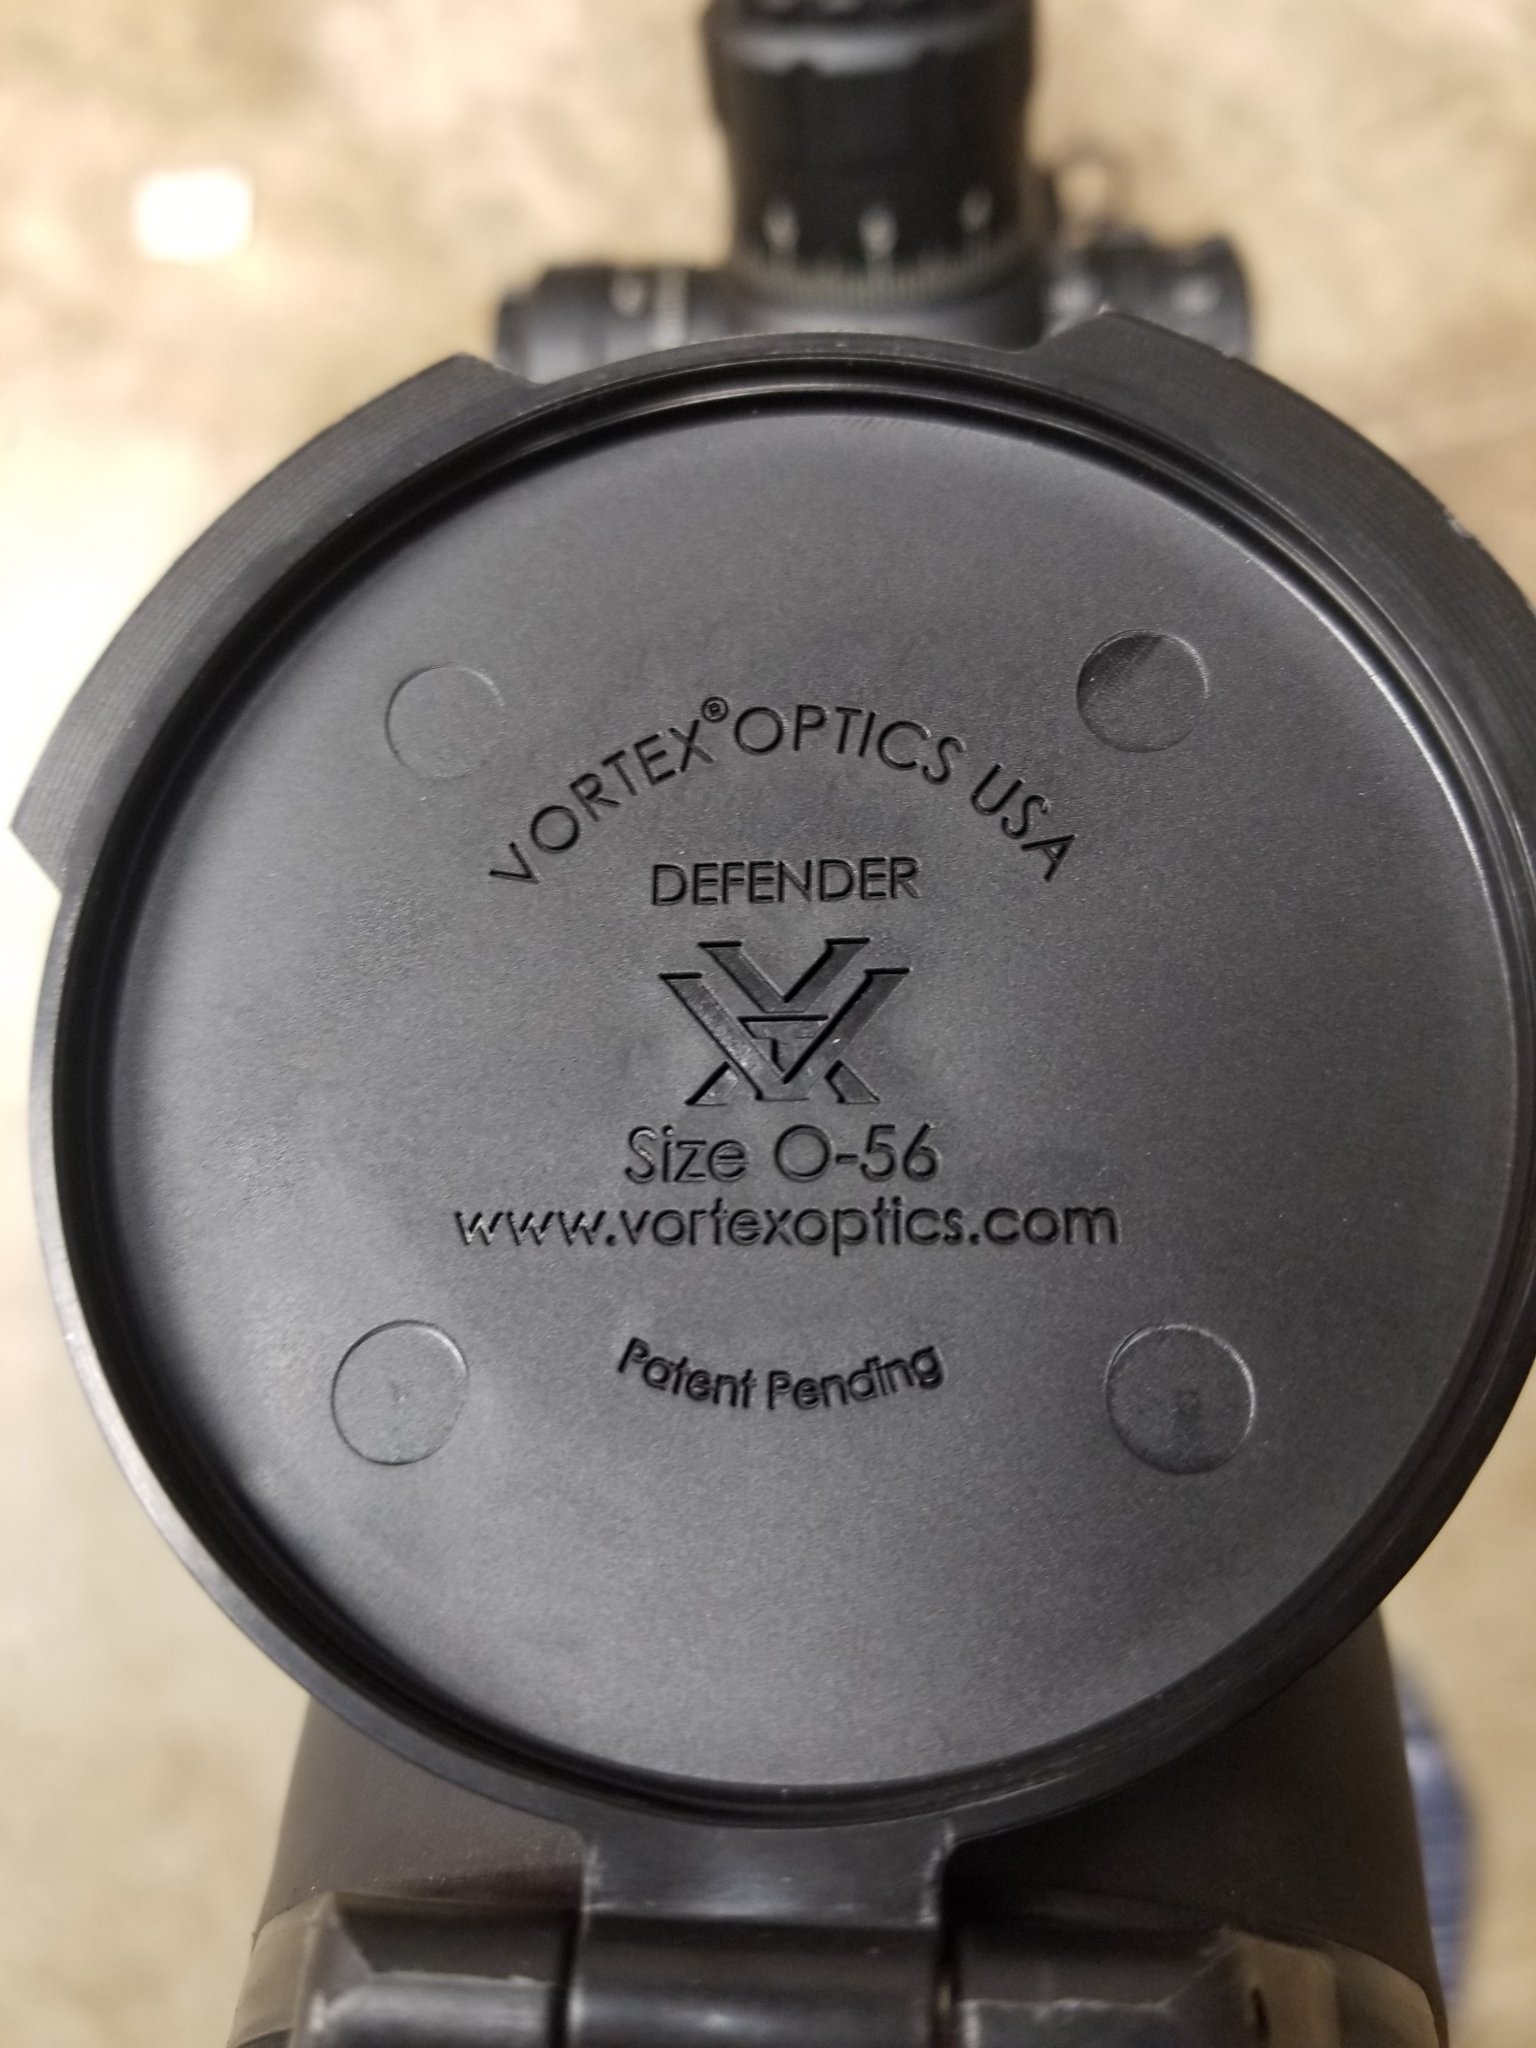 VORTEX® OPTICS USA
DEFENDER
Size O-56
www.vortexoptics.com
Patent Pending